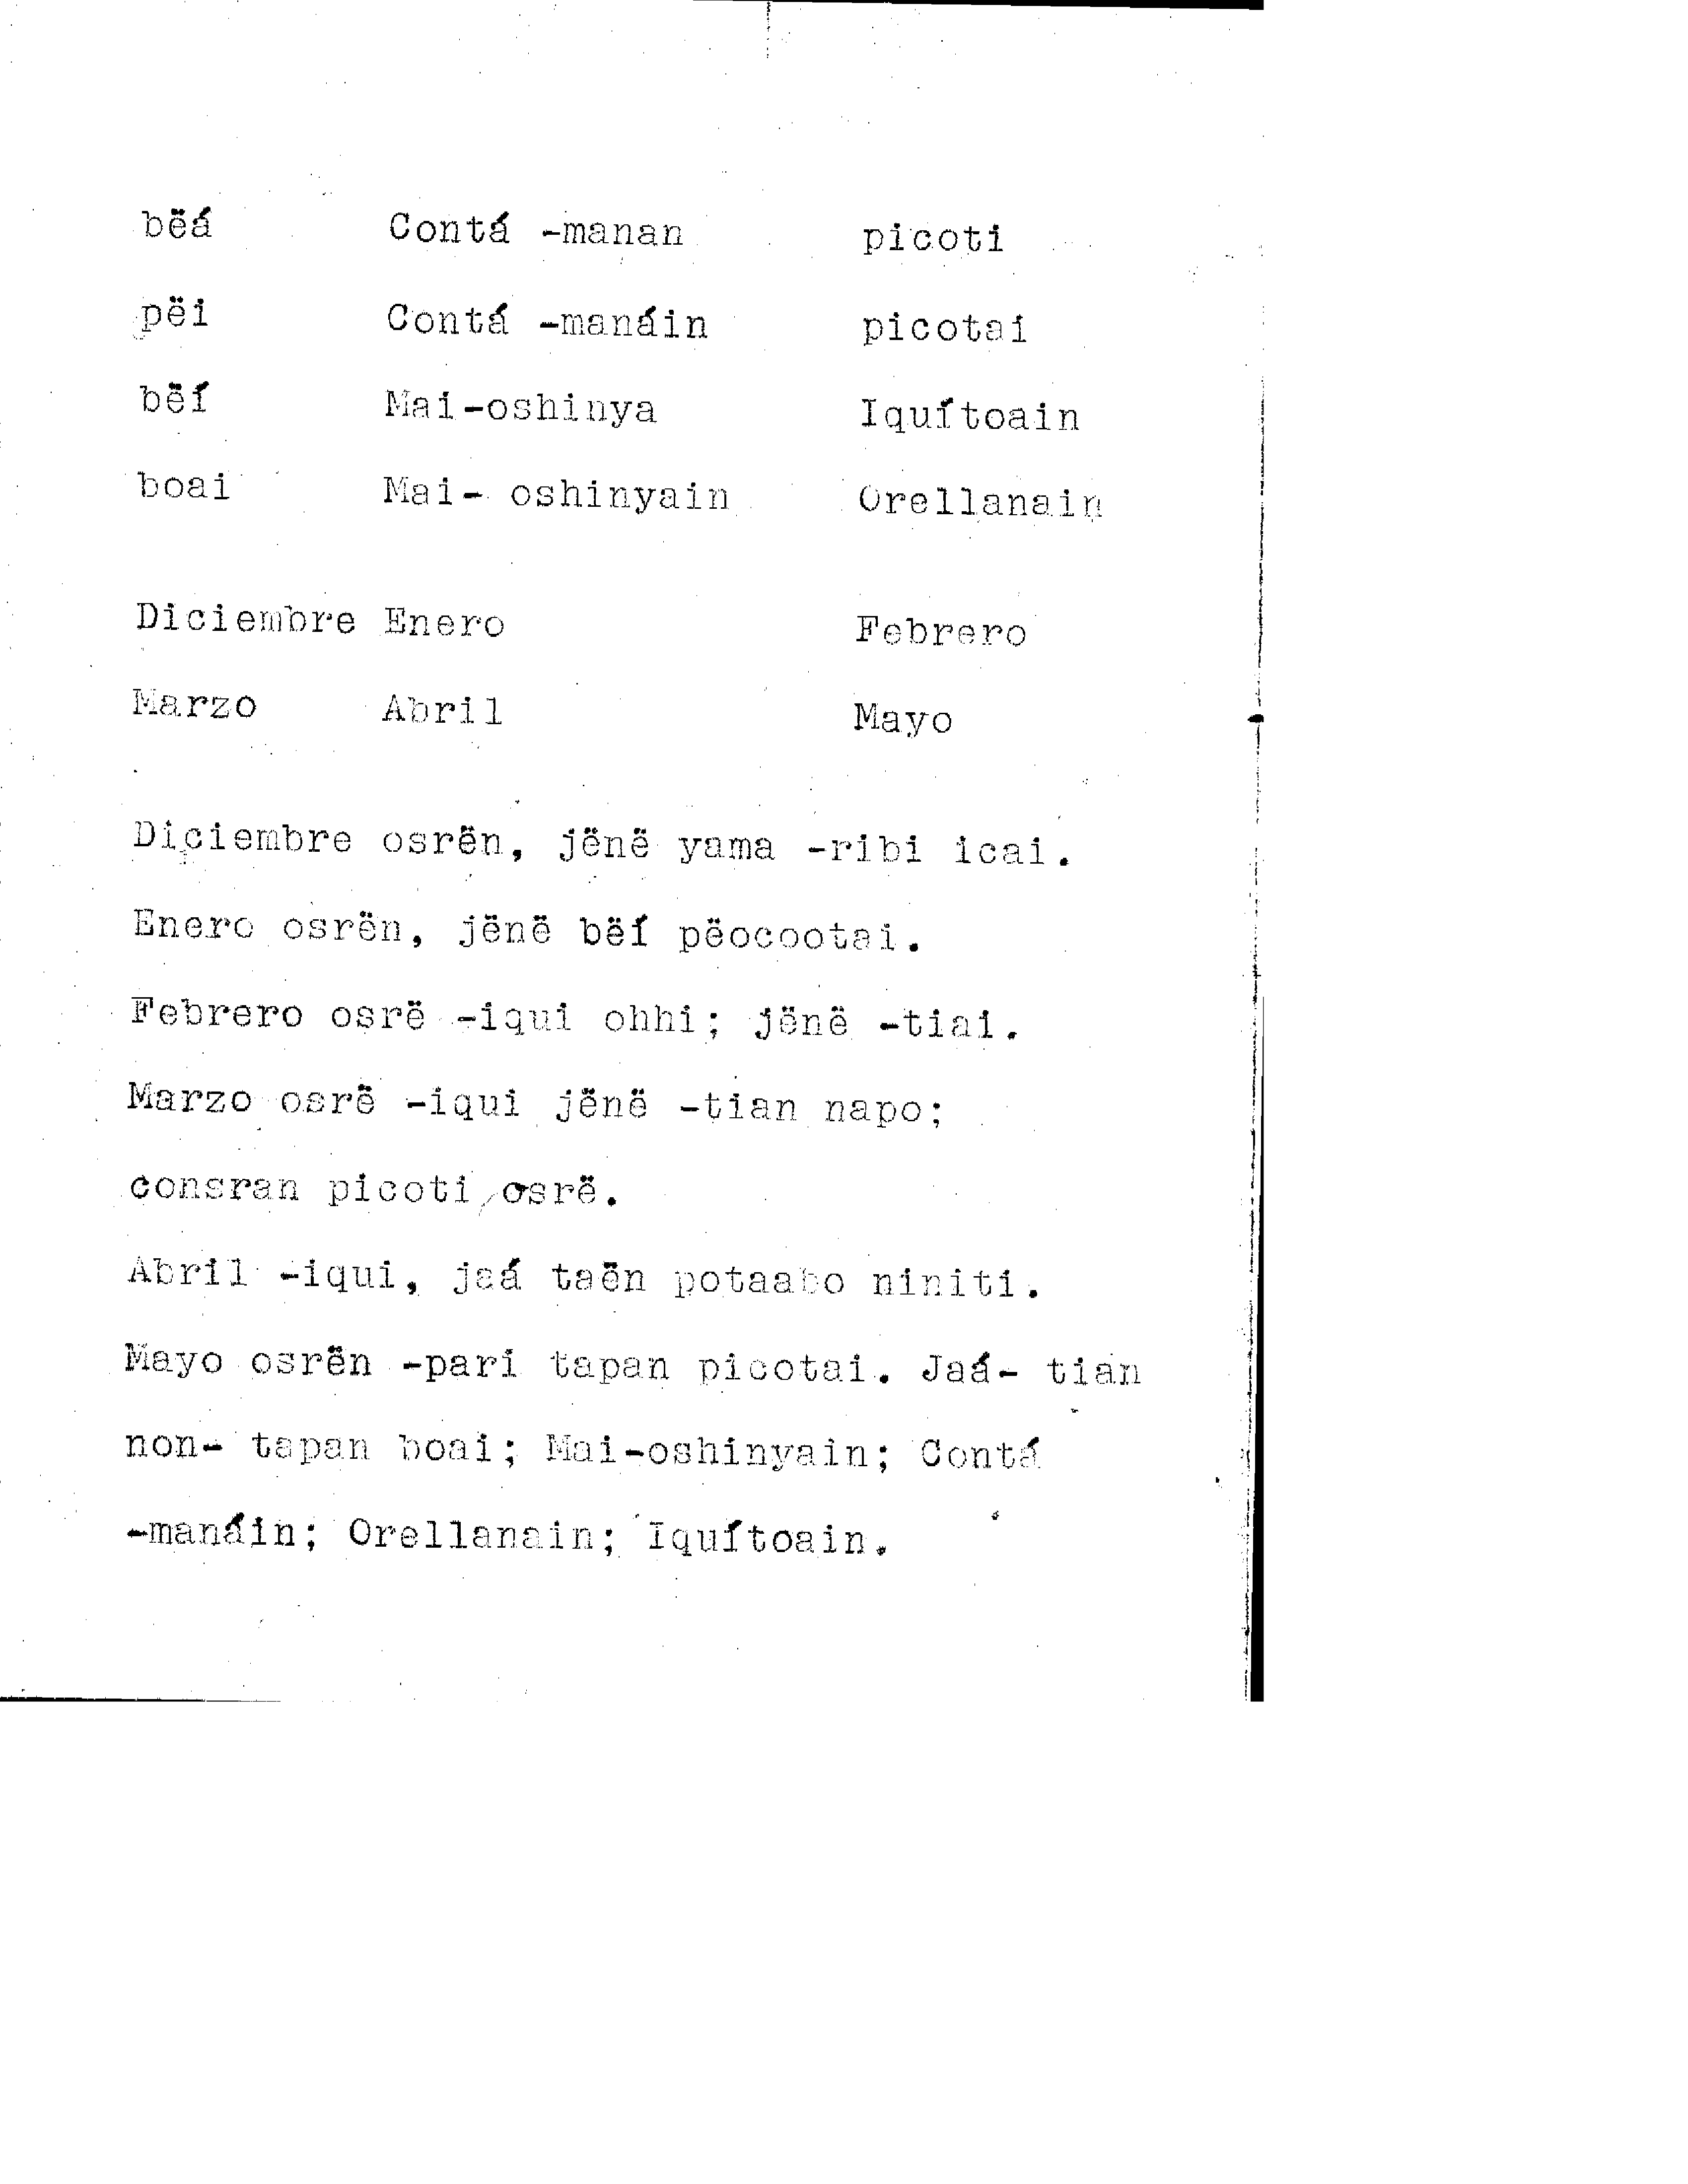 bëá Contá -manan picoti
pëi Contá -manáin picotai
bëí Mai-oshinya Iquítoain
boai Mai- oshinyain Orellanain
Diciembre Enero Febrero
Marzo Abril Mayo
Diciembre osrën, jënë yama -ribi icai.
Enero osrën, jënë bëí pëocootai.
Febrero osrë -iqui ohhi; jënë -tiai.
Marzo osrë -iqui jënë -tian napo;
consran picoti osrë.
Abril -iqui, jaá taën potaabo niniti.
Mayo osrën -pari tapan picotai. Jaá- tian
non- tapan boai; Mai-oshinyain; Contá
-manáin; Orellanain; Iquítoain.